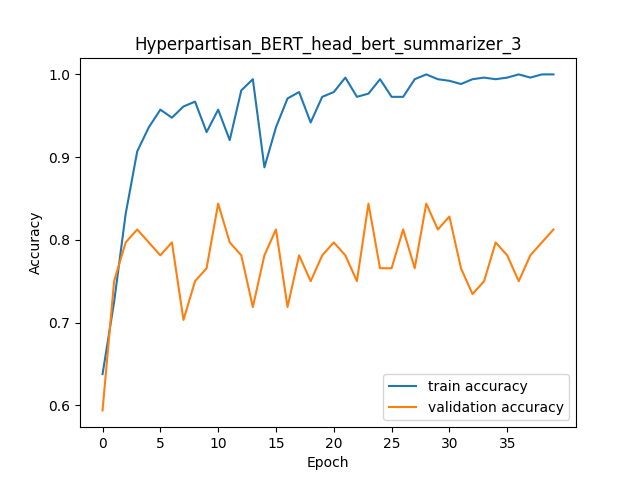 Hyperpartisan_BERT_head_bert_summarizer_3
1.0
0.9
0.8
0.7
0.6
Accuracy
0 5 10 15 20 25 30 35
Epoch
train accuracy
validation accuracy